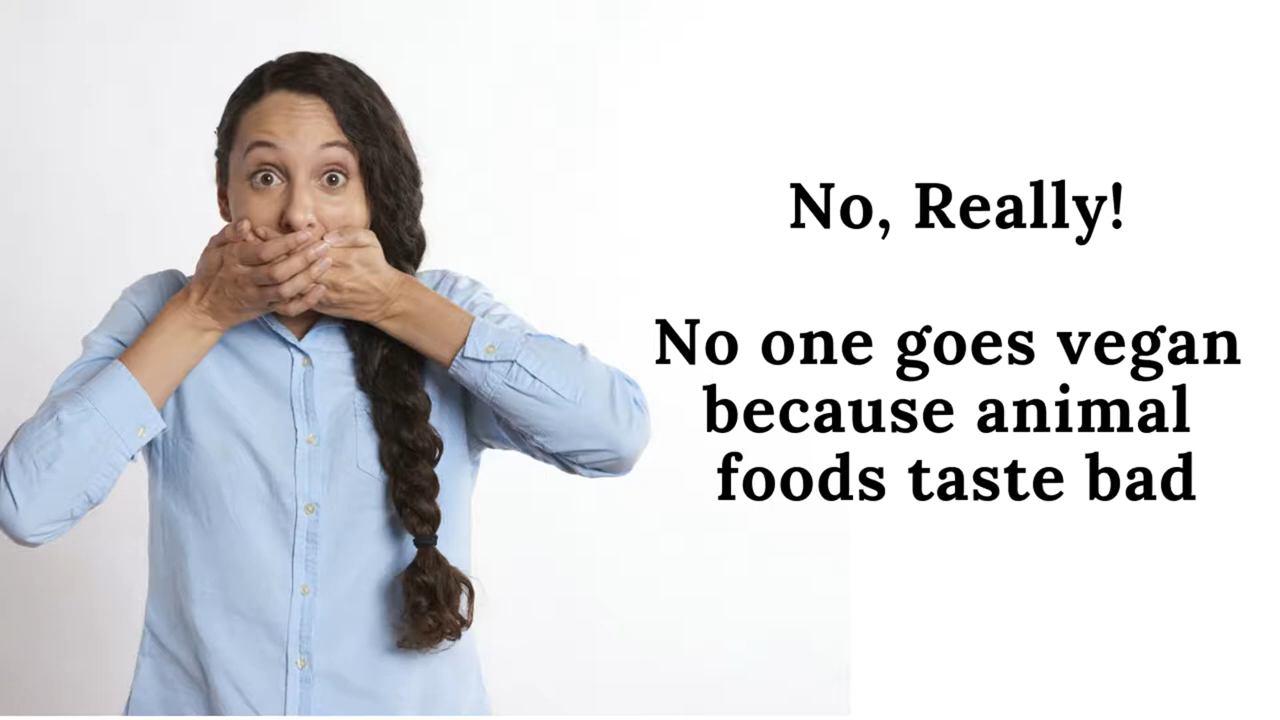 No, Really!
No one goes vegan
because animal
foods taste bad